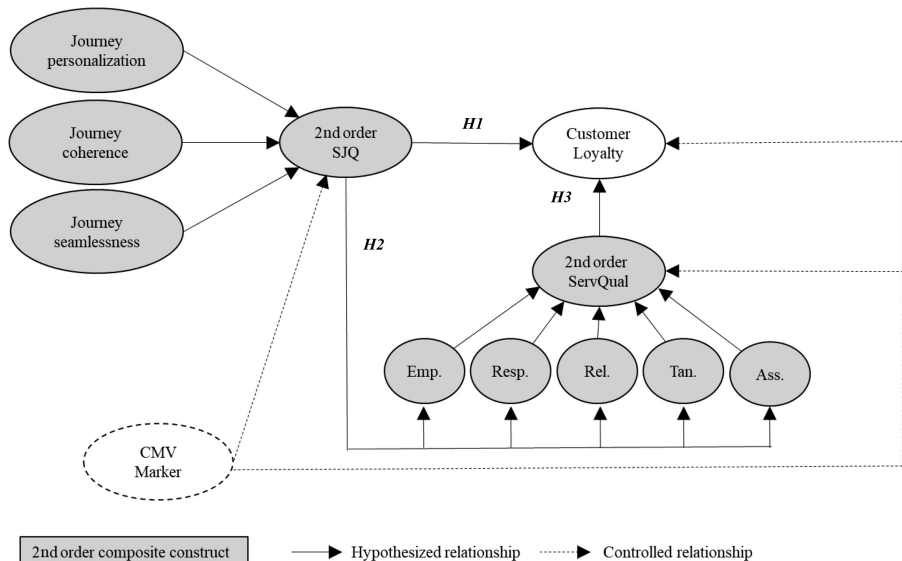 Journey
personalization
Journey
coherence
Journey
seamlessness
2nd order
SJQ
H1
Customer
Loyalty
H3
H2
2nd order
ServQual
Emp.
Resp.
Rel.
Tan.
Ass.
CMV
Marker
2nd order composite construct
Hypothesized relationship
Controlled relationship